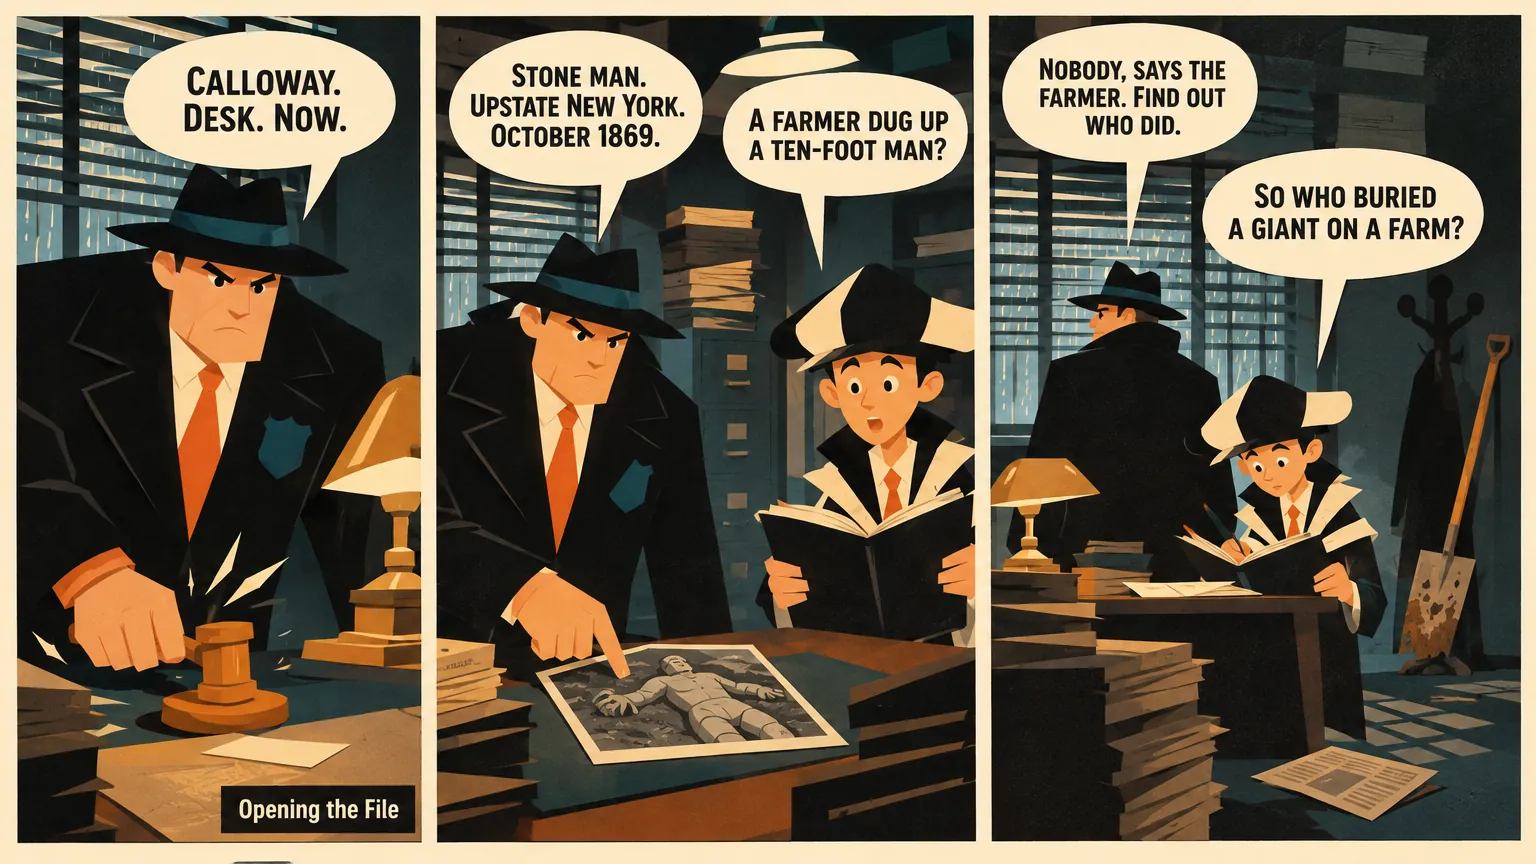 CALLOWAY.
DESK. NOW.
Opening the File
STONE MAN.
UPSTATE NEW YORK.
OCTOBER 1869.
A FARMER DUG UP
A TEN-FOOT MAN?
NOBODY, SAYS THE
FARMER. FIND OUT
WHO DID.
SO WHO BURIED
A GIANT ON A FARM?